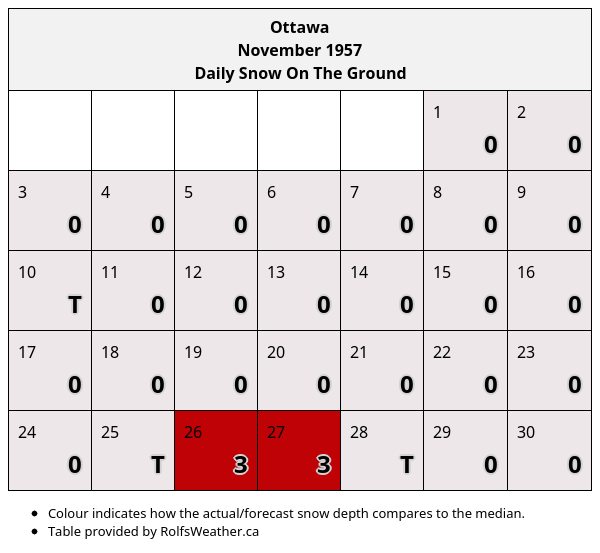 Ottawa
November 1957
Daily Snow On The Ground
1 2
0 0
3 4 5 6 7 8 9
0 0 0 0 0 0 0
10 11 12 13 14 15 16
T 0 0 0 0 0 0
17 18 19 20 21 22 23
0 0 0 0 0 0 0
24 25 26 27 28 29 30
0 T 3 3 T 0 0
• Colour indicates how the actual/forecast snow depth compares to the median.
• Table provided by RolfsWeather.ca